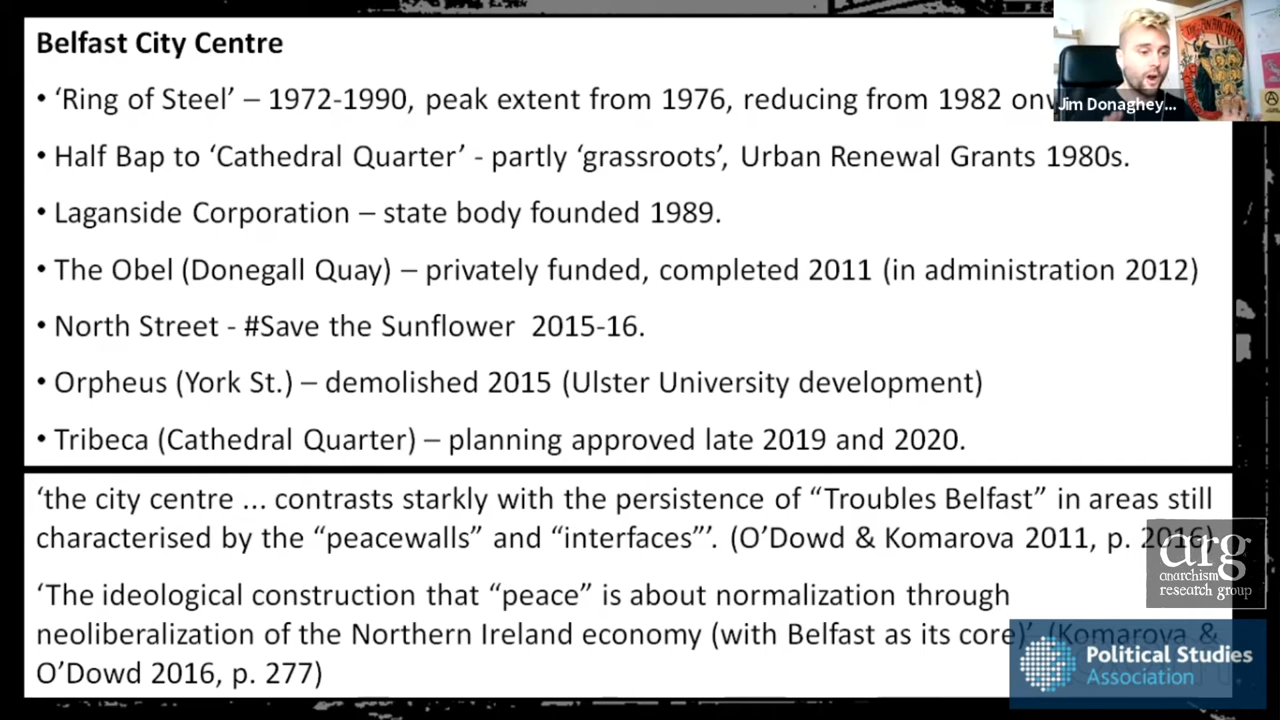 Belfast City Centre
• ‘Ring of Steel’ – 1972-1990, peak extent from 1976, reducing from 1982
Jim Donaghey...
• Half Bap to ‘Cathedral Quarter’ - partly ‘grassroots’, Urban Renewal Grants 1980s.
• Laganside Corporation – state body founded 1989.
• The Obel (Donegall Quay) – privately funded, completed 2011 (in administration 2012)
• North Street - #Save the Sunflower 2015-16.
• Orpheus (York St.) – demolished 2015 (Ulster University development)
• Tribeca (Cathedral Quarter) – planning approved late 2019 and 2020.
‘the city centre ... contrasts starkly with the persistence of “Troubles Belfast” in areas still
characterised by the “peacewalls” and “interfaces”’. (O’Dowd & Komarova 2011, p. 2016)
arg
anarchism
research group
‘The ideological construction that “peace” is about normalization through
neoliberalization of the Northern Ireland economy (with Belfast as its core)’ (Komarova &
O’Dowd 2016, p. 277)
Political Studies
Association